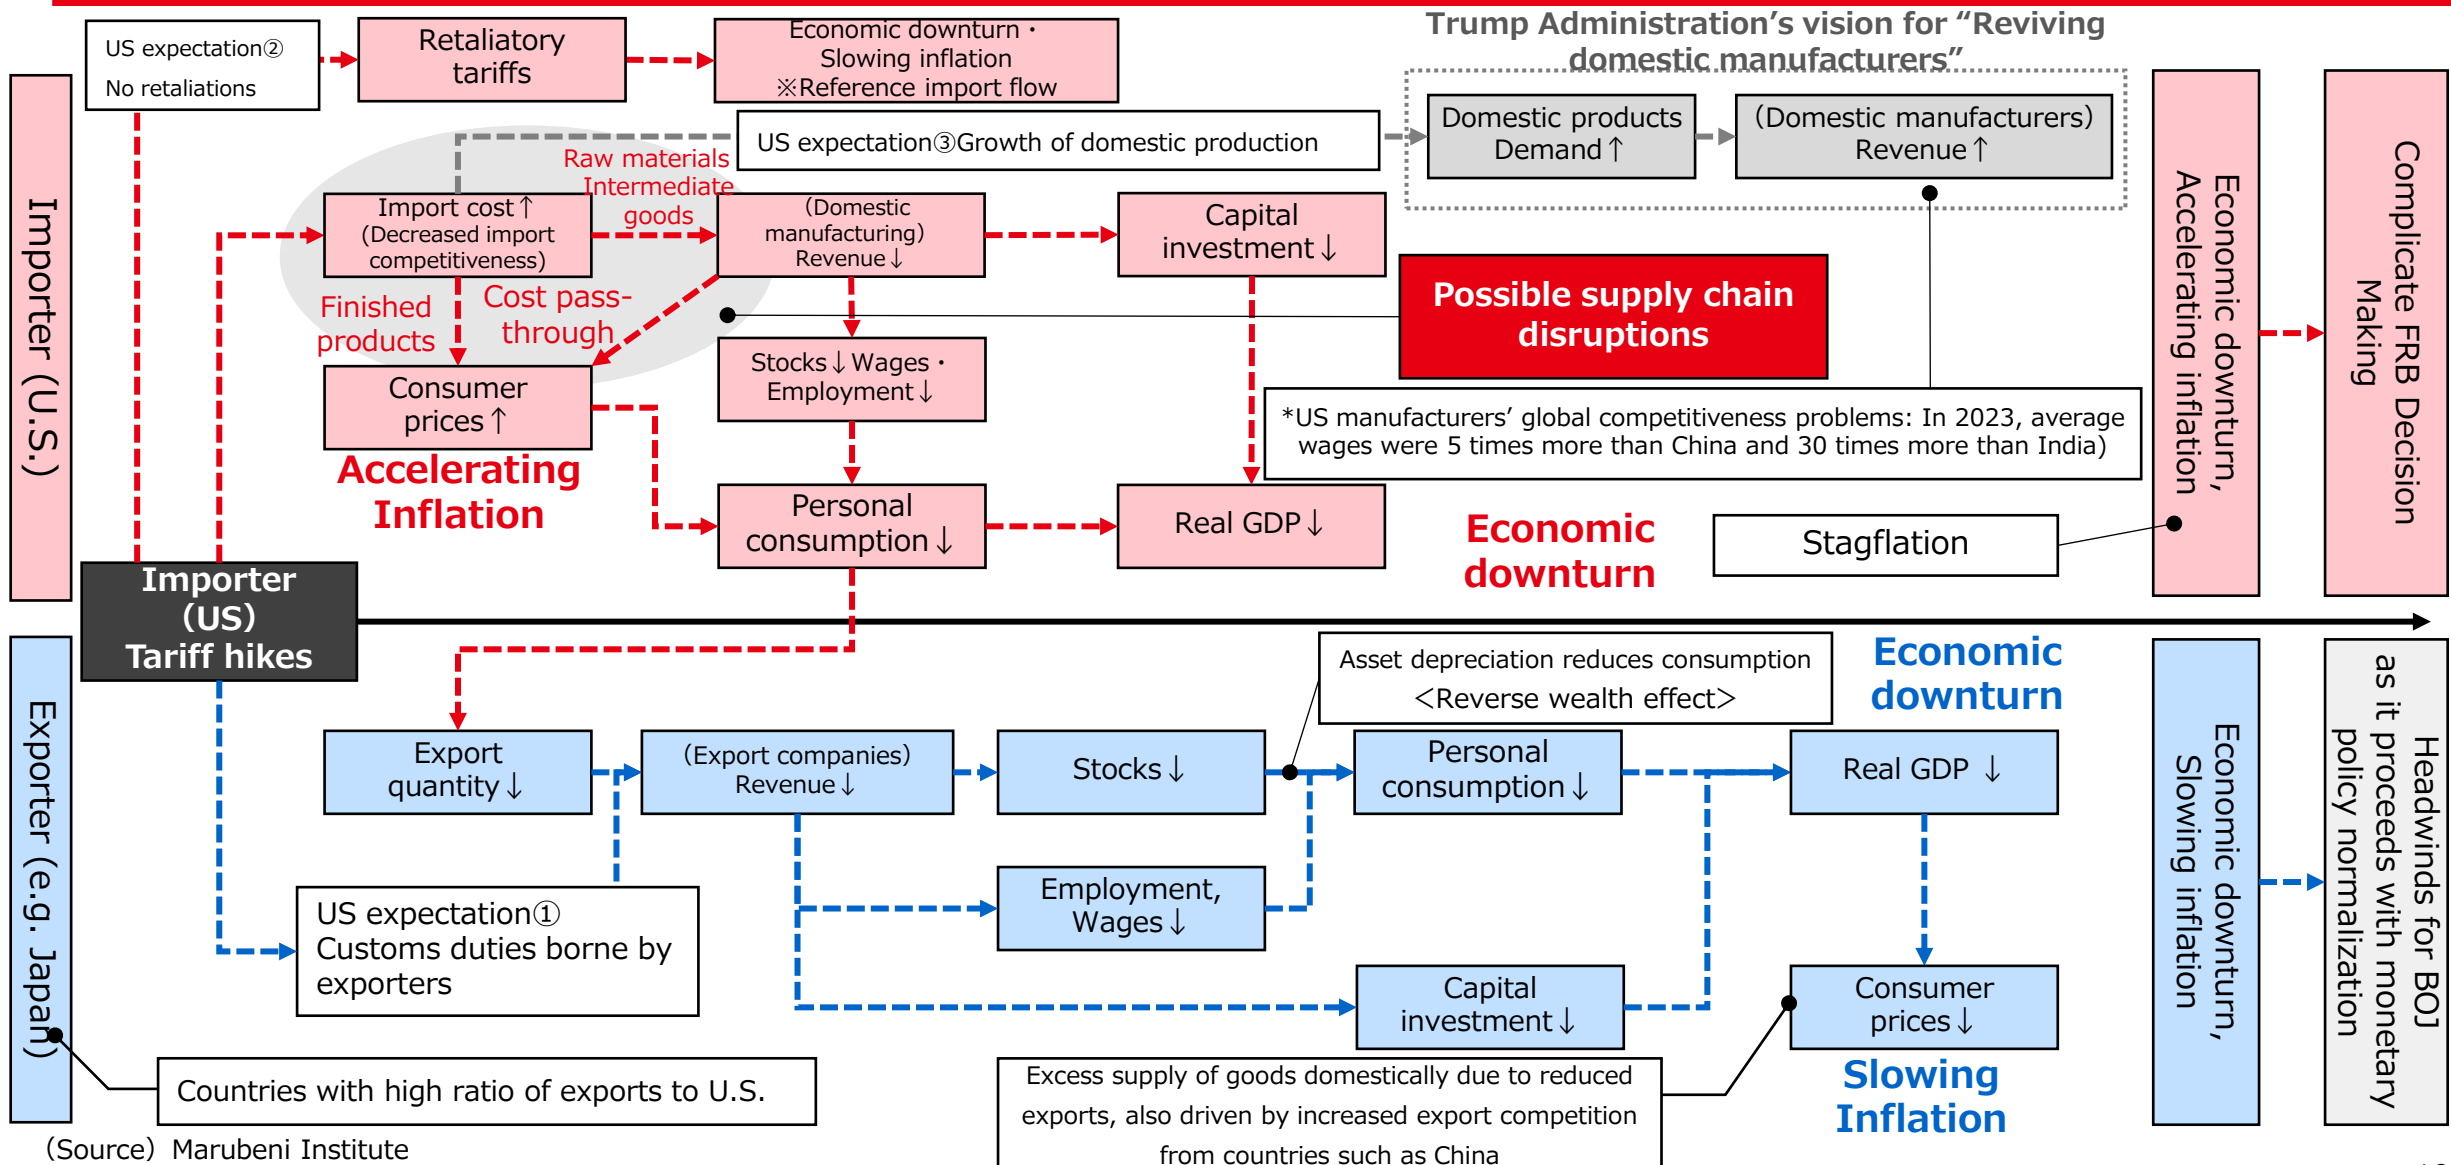 US expectation②
No retaliations
Retaliatory
tariffs
Economic downturn・
Slowing inflation
※Reference import flow
Trump Administration’s vision for “Reviving
domestic manufacturers”
US expectation③Growth of domestic production
Domestic products
Demand↑
(Domestic manufacturers)
Revenue↑
Importer (U.S.)
Import cost↑
(Decreased import
competitiveness)
Raw materials
Intermediate
goods
(Domestic
manufacturing)
Revenue↓
Capital
investment↓
Finished
products
Cost pass-
through
Possible supply chain
disruptions
Consumer
prices↑
Stocks↓Wages・
Employment↓
*US manufacturers’ global competitiveness problems: In 2023, average
wages were 5 times more than China and 30 times more than India)
Accelerating
Inflation
Personal
consumption↓
Real GDP↓
Economic
downturn
Stagflation
Economic downturn,
Accelerating inflation
Complicate FRB Decision
Making
Importer
(US)
Tariff hikes
Exporter (e.g. Japan)
Asset depreciation reduces consumption
<Reverse wealth effect>
Economic
downturn
Export
quantity↓
(Export companies)
Revenue↓
Stocks↓
Personal
consumption↓
Real GDP ↓
US expectation①
Customs duties borne by
exporters
Employment,
Wages↓
Capital
investment↓
Consumer
prices↓
Slowing
Inflation
Countries with high ratio of exports to U.S.
Excess supply of goods domestically due to reduced
exports, also driven by increased export competition
from countries such as China
Economic downturn,
Slowing inflation
Headwinds for BOJ
as it proceeds with monetary
policy normalization
(Source) Marubeni Institute